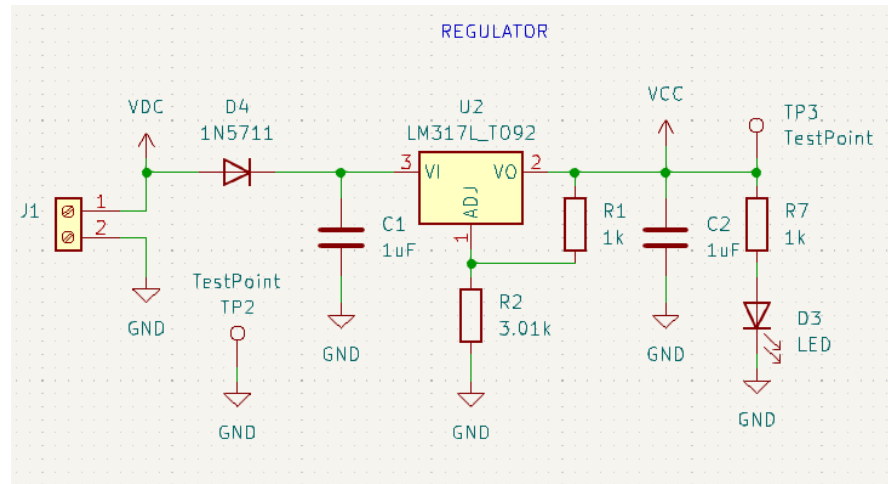 REGULATOR
VDC
D4
1N5711
U2
LM317L_TO92
VCC
TP3
TestPoint
J1
1
2
3
VI
VO
2
ADJ
1
C1
1uF
R1
1k
C2
1uF
R7
1k
TestPoint
TP2
GND
R2
3.01k
GND
GND
D3
LED
GND
GND
GND
GND